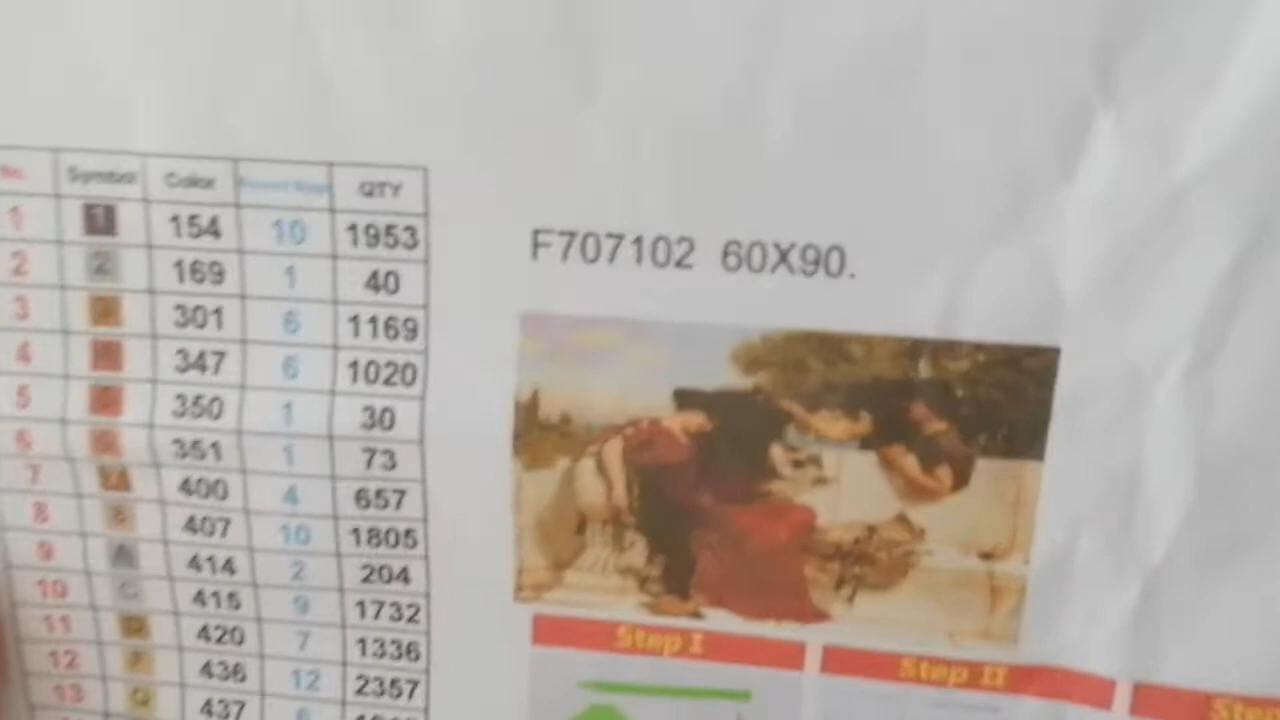 No. Symbol Color QTY
1 1 154 10 1953
2 2 169 1 40
3 301 6 1169
4 347 6 1020
5 350 1 30
6 351 1 73
7 400 4 657
8 407 10 1805
9 414 2 204
10 415 9 1732
11 420 7 1336
12 436 12 2357
13 437
F707102 60X90.
Step I
Step II